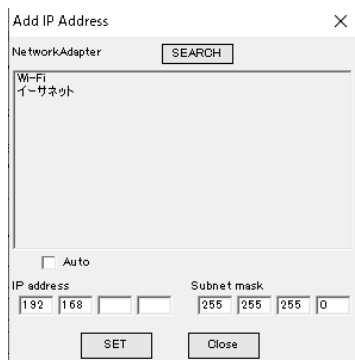 Add IP Address
NetworkAdapter SEARCH
Wi-Fi
イーサネット
Auto
IP address Subnet mask
192 168 255 255 255 0
SET Close